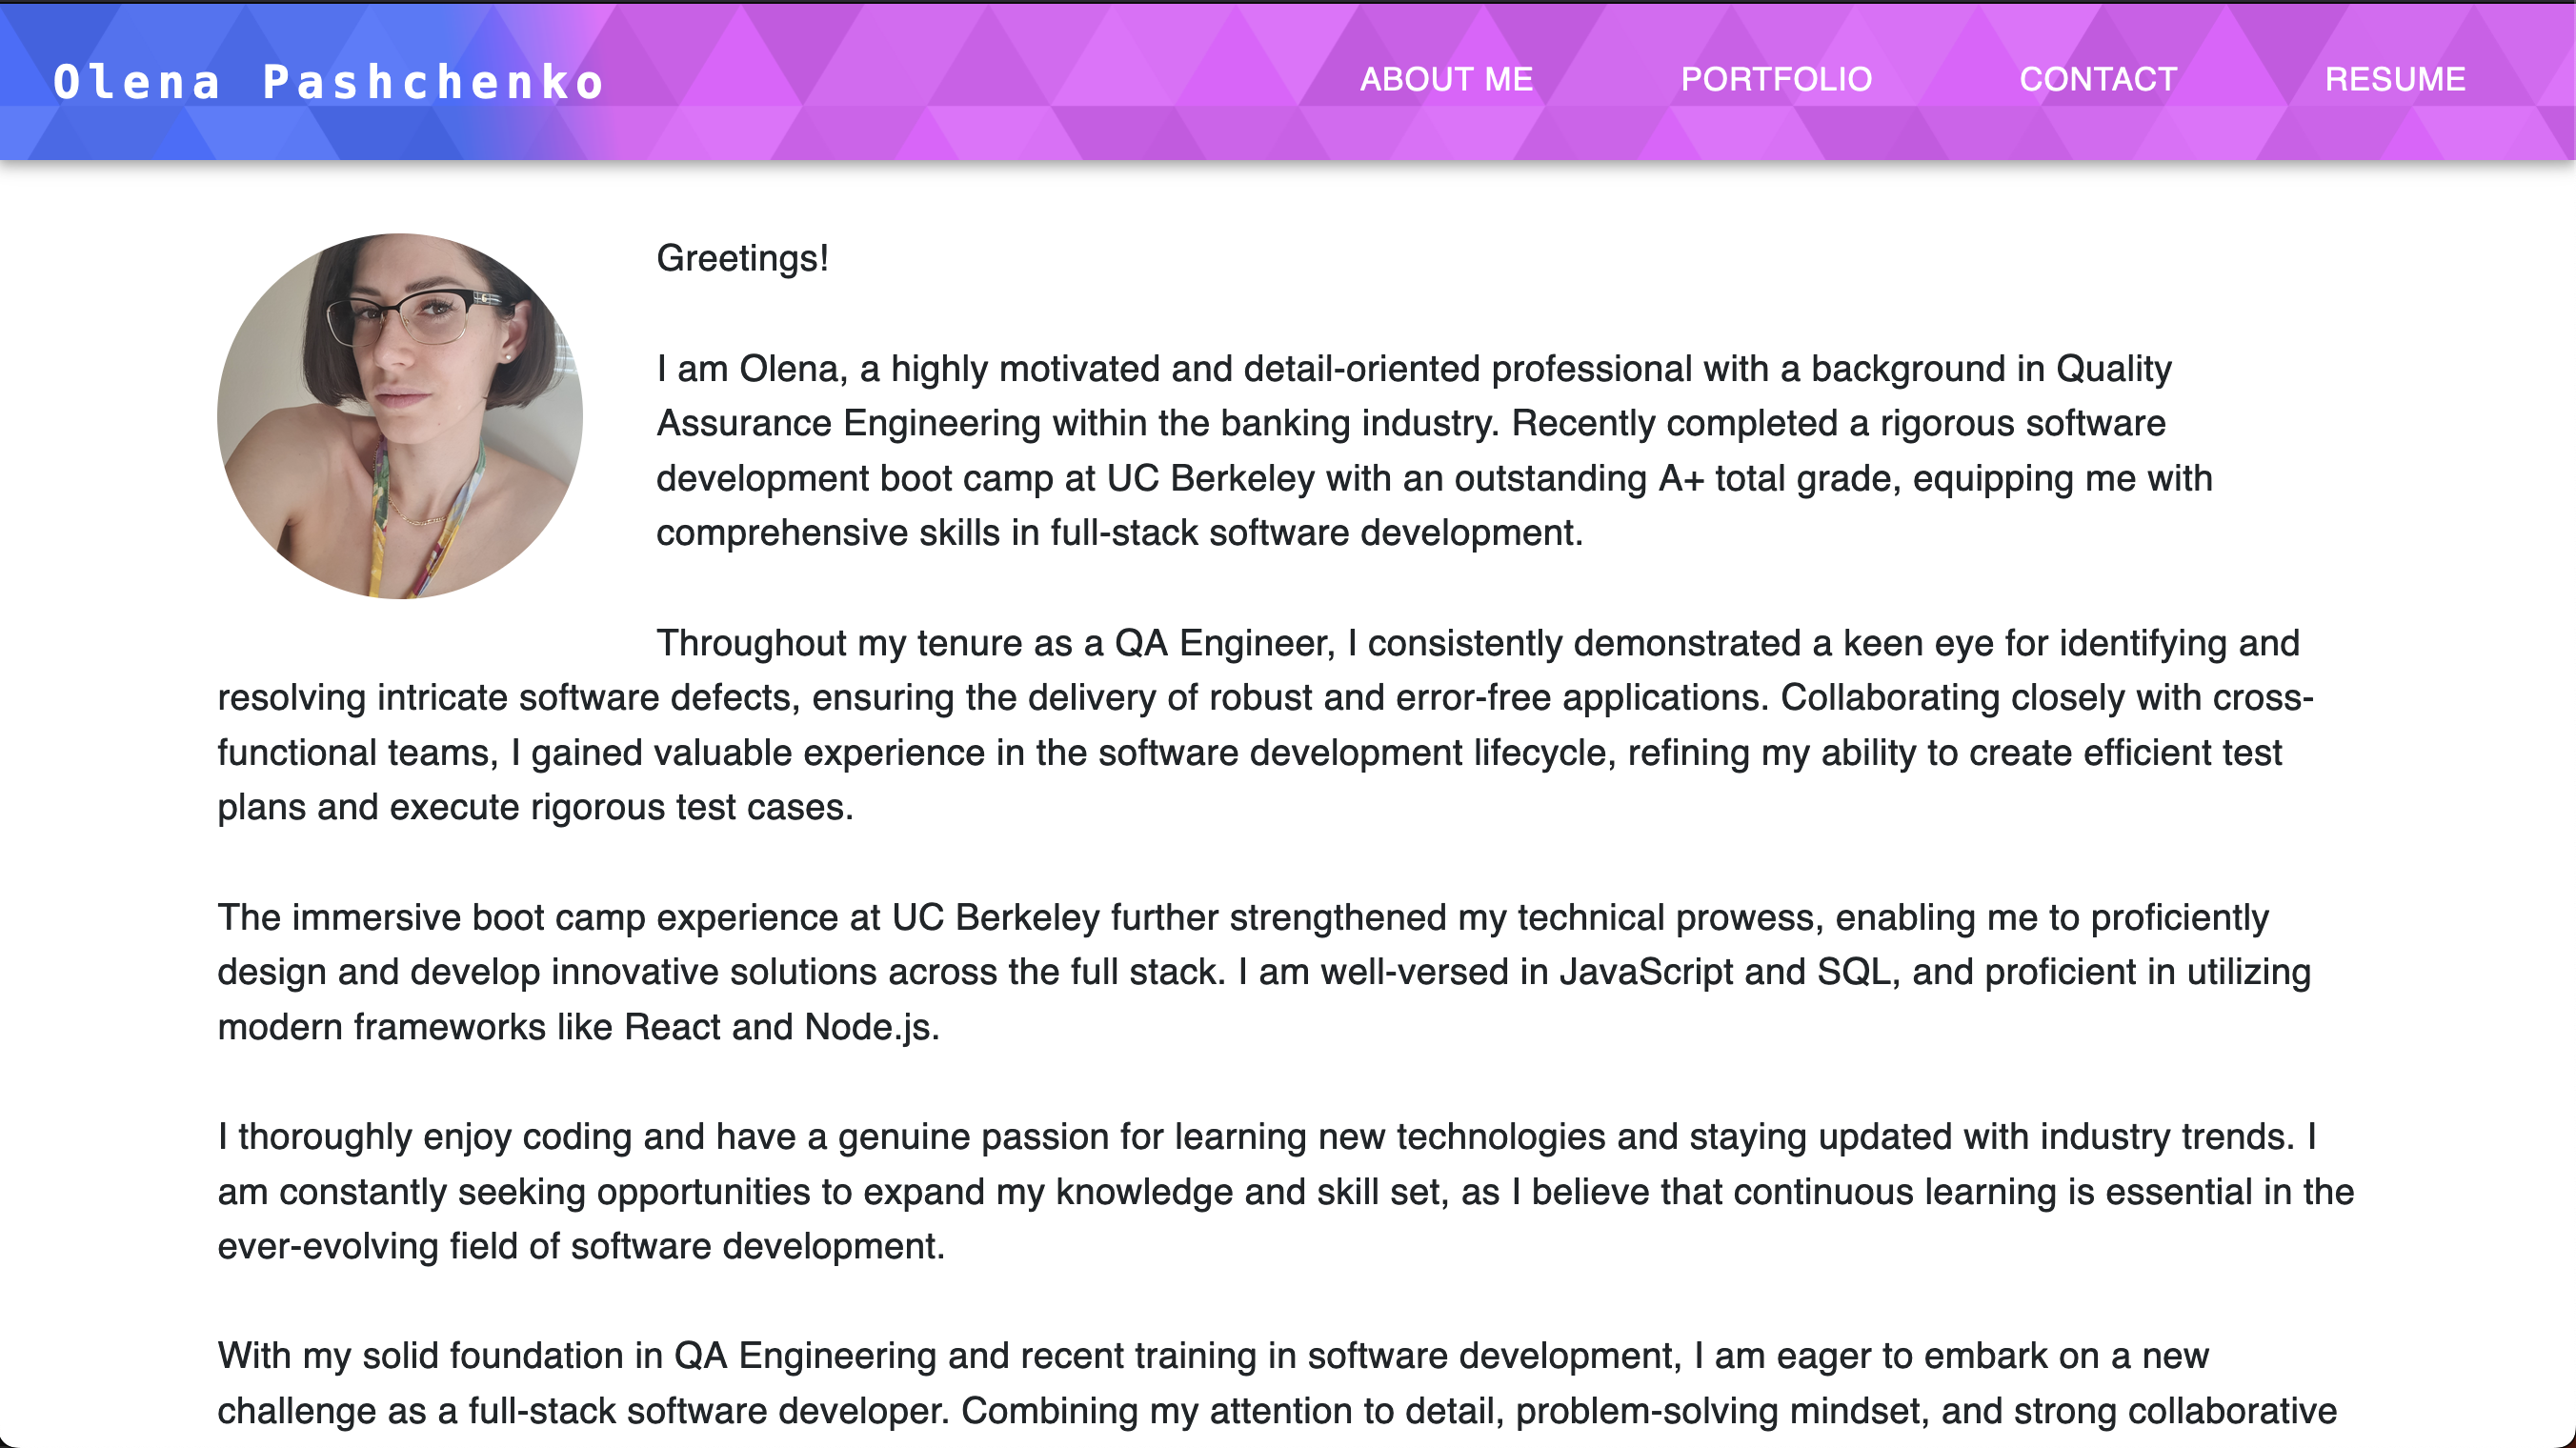 Olena Pashchenko
ABOUT ME
PORTFOLIO
CONTACT
RESUME
Greetings!
I am Olena, a highly motivated and detail-oriented professional with a background in Quality
Assurance Engineering within the banking industry. Recently completed a rigorous software
development boot camp at UC Berkeley with an outstanding A+ total grade, equipping me with
comprehensive skills in full-stack software development.
Throughout my tenure as a QA Engineer, I consistently demonstrated a keen eye for identifying and
resolving intricate software defects, ensuring the delivery of robust and error-free applications. Collaborating closely with cross-
functional teams, I gained valuable experience in the software development lifecycle, refining my ability to create efficient test
plans and execute rigorous test cases.
The immersive boot camp experience at UC Berkeley further strengthened my technical prowess, enabling me to proficiently
design and develop innovative solutions across the full stack. I am well-versed in JavaScript and SQL, and proficient in utilizing
modern frameworks like React and Node.js.
I thoroughly enjoy coding and have a genuine passion for learning new technologies and staying updated with industry trends. I
am constantly seeking opportunities to expand my knowledge and skill set, as I believe that continuous learning is essential in the
ever-evolving field of software development.
With my solid foundation in QA Engineering and recent training in software development, I am eager to embark on a new
challenge as a full-stack software developer. Combining my attention to detail, problem-solving mindset, and strong collaborative